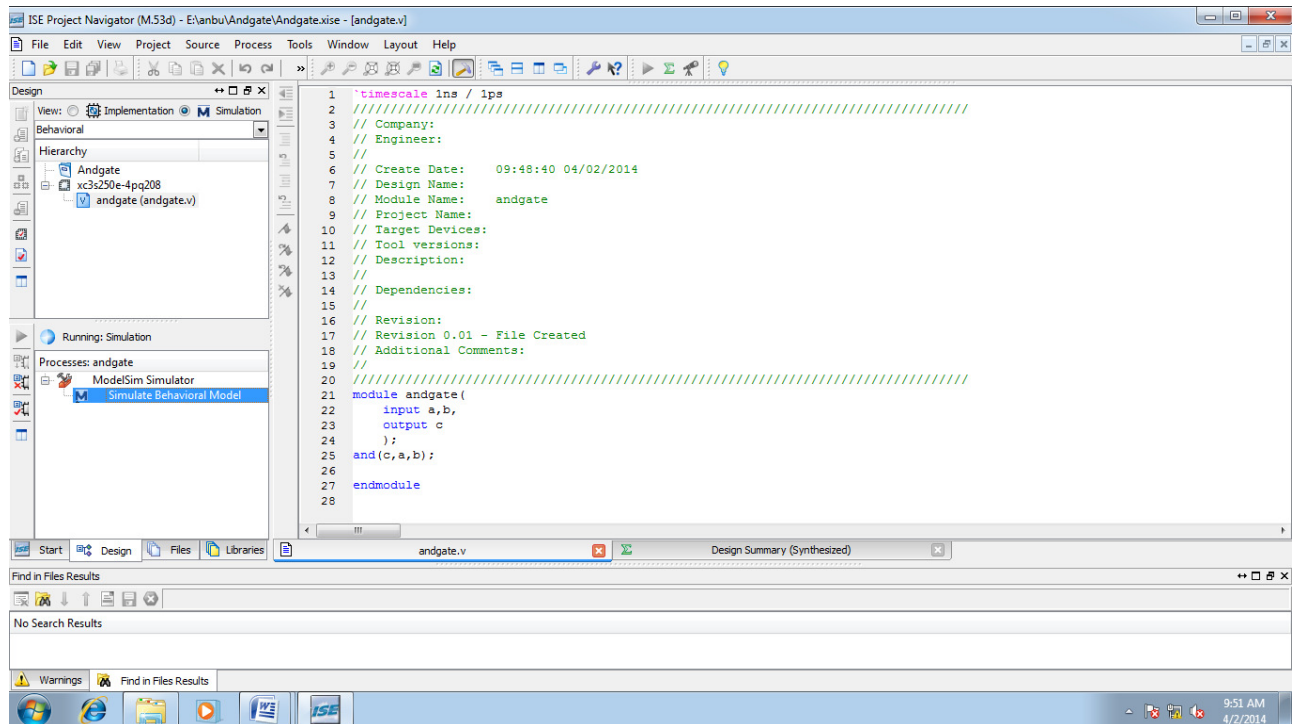 ISE ISE Project Navigator (M.53d) - E:\anbu\Andgate\Andgate.xise - [andgate.v]
File Edit View Project Source Process Tools Window Layout Help
Design
View: Implementation Simulation
Behavioral
Hierarchy
Andgate
xc3s250e-4pq208
andgate (andgate.v)
Running: Simulation
Processes: andgate
ModelSim Simulator
M Simulate Behavioral Model
Start Design Files Libraries
1 `timescale 1ns / 1ps
2 //////////////////////////////////////////////////////////////////////////////////
3 // Company:
4 // Engineer:
5 //
6 // Create Date: 09:48:40 04/02/2014
7 // Design Name:
8 // Module Name: andgate
9 // Project Name:
10 // Target Devices:
11 // Tool versions:
12 // Description:
13 //
14 // Dependencies:
15 //
16 // Revision:
17 // Revision 0.01 - File Created
18 // Additional Comments:
19 //
20 //////////////////////////////////////////////////////////////////////////////////
21 module andgate(
22 input a,b,
23 output c
24 );
25 and(c,a,b);
26
27 endmodule
28
andgate.v Design Summary (Synthesized)
Find in Files Results
No Search Results
Warnings Find in Files Results
ISE
9:51 AM
4/2/2014